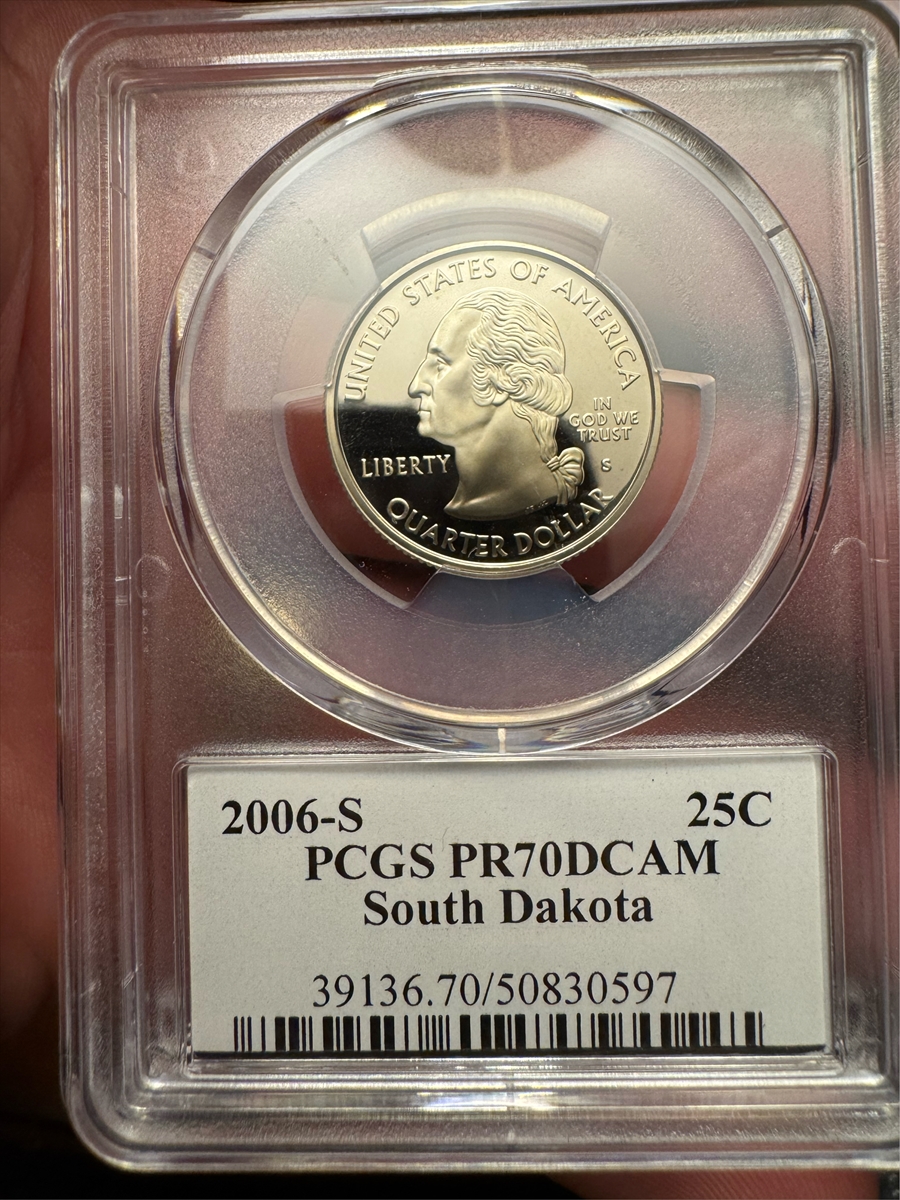 UNITED STATES OF AMERICA
IN
GOD WE
TRUST
LIBERTY
S
QUARTER DOLLAR
2006-S 25C
PCGS PR70DCAM
South Dakota
39136.70/50830597